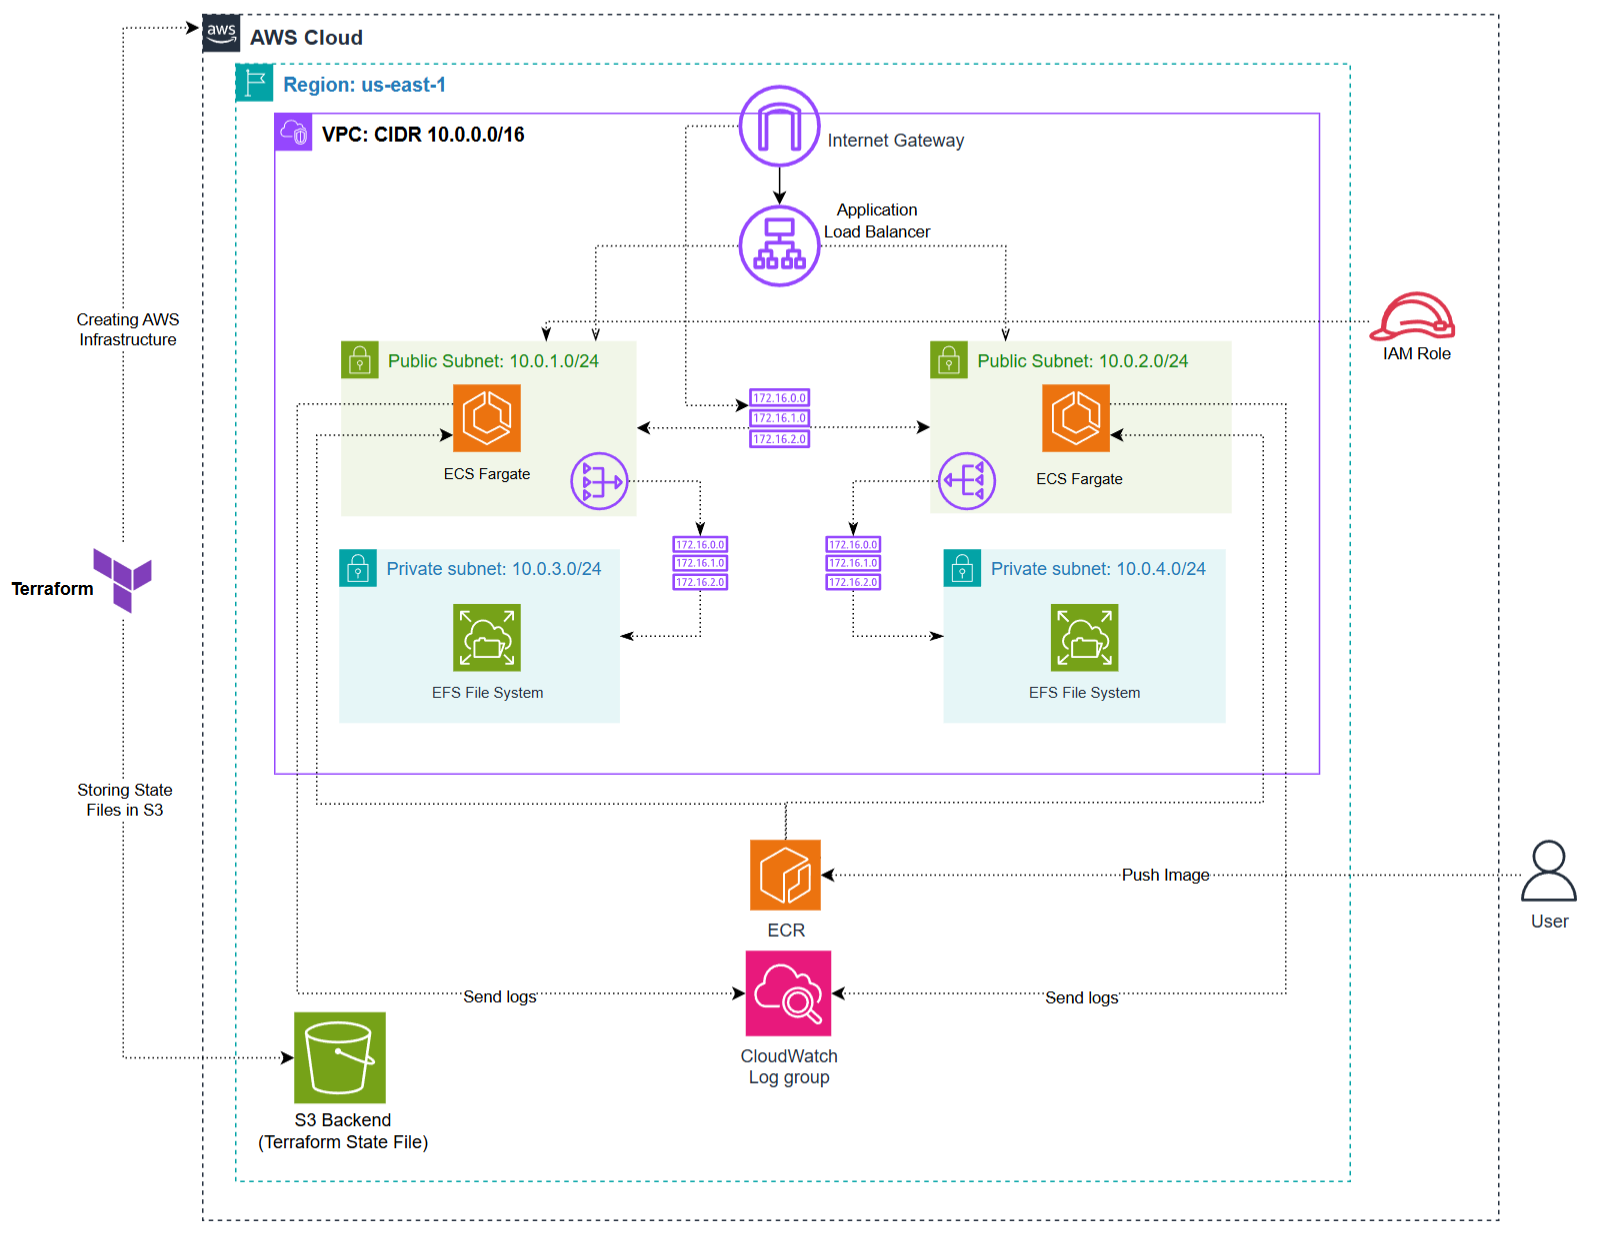 aws
AWS Cloud
Region: us-east-1
VPC: CIDR 10.0.0.0/16
Internet Gateway
Application
Load Balancer
Creating AWS
Infrastructure
IAM Role
Public Subnet: 10.0.1.0/24
Public Subnet: 10.0.2.0/24
172.16.0.0
172.16.1.0
172.16.2.0
ECS Fargate
ECS Fargate
172.16.0.0
172.16.1.0
172.16.2.0
172.16.0.0
172.16.1.0
172.16.2.0
Private subnet: 10.0.3.0/24
Private subnet: 10.0.4.0/24
Terraform
EFS File System
EFS File System
Storing State
Files in S3
Push Image
User
ECR
Send logs
Send logs
CloudWatch
Log group
S3 Backend
(Terraform State File)